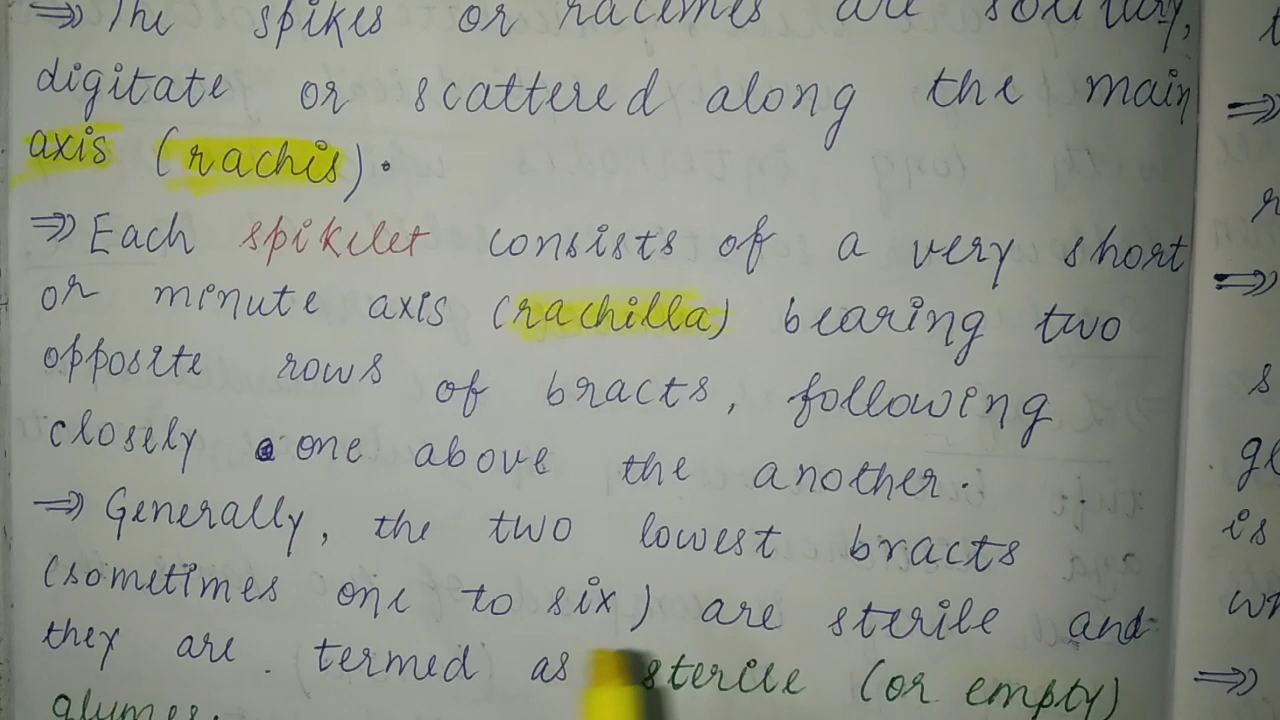 ⇒ The spikes or racemes are solitary,
digitate or scattered along the main
axis (rachis).
⇒ Each spikelet consists of a very short
or minute axis (rachilla) bearing two
opposite rows of bracts, following
closely one above the another.
⇒ Generally, the two lowest bracts
(sometimes one to six) are sterile and
they are termed as sterile (or empty)
glumes.